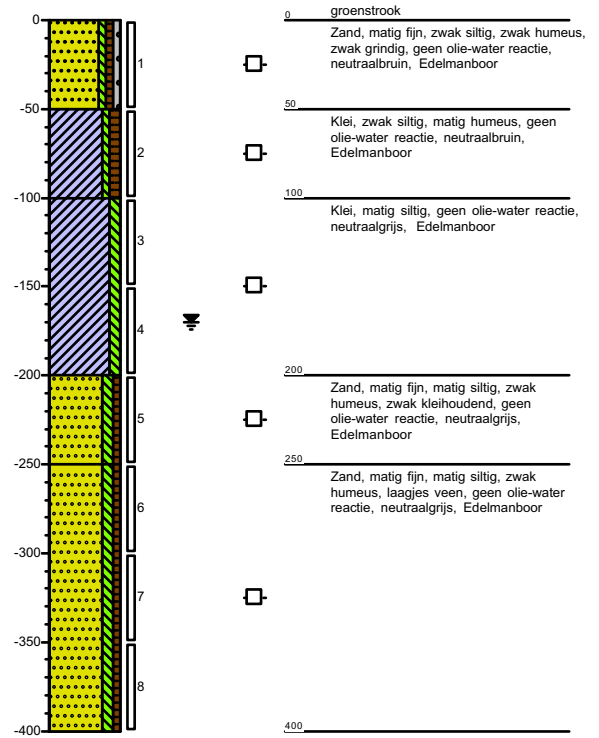 groenstrook
0
0
Zand, matig fijn, zwak siltig, zwak humeus,
zwak grindig, geen olie-water reactie,
neutraalbruin, Edelmanboor
1
-50
50
Klei, zwak siltig, matig humeus, geen
olie-water reactie, neutraalbruin,
Edelmanboor
2
-100
100
Klei, matig siltig, geen olie-water reactie,
neutraalgrijs, Edelmanboor
3
-150
4
-200
200
Zand, matig fijn, matig siltig, zwak
humeus, zwak kleihoudend, geen
olie-water reactie, neutraalgrijs,
Edelmanboor
5
-250
250
Zand, matig fijn, matig siltig, zwak
humeus, laagjes veen, geen olie-water
reactie, neutraalgrijs, Edelmanboor
6
-300
7
-350
8
-400
400